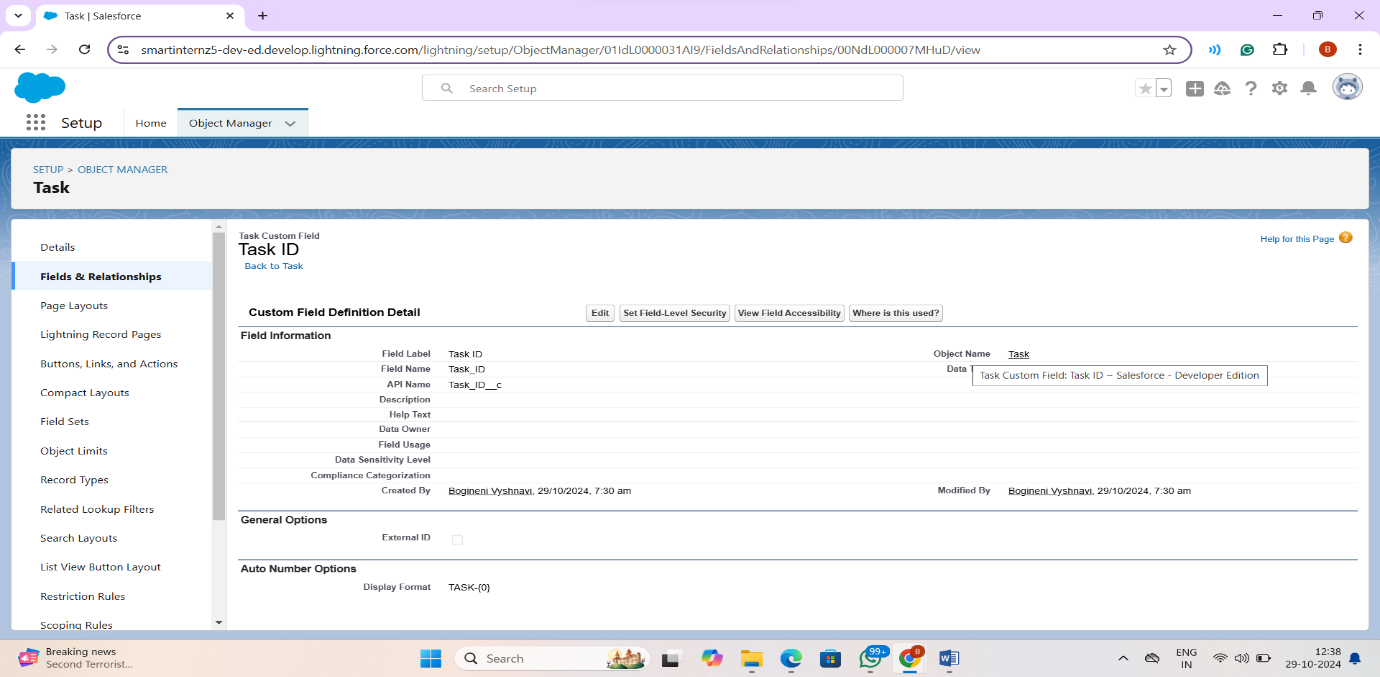 Task | Salesforce
smartinternz5-dev-ed.develop.lightning.force.com/lightning/setup/ObjectManager/01IdL0000031AI9/FieldsAndRelationships/00NdL000007MHuD/view
B
Search Setup
Setup
Home
Object Manager
SETUP > OBJECT MANAGER
Task
Details
Fields & Relationships
Page Layouts
Lightning Record Pages
Buttons, Links, and Actions
Compact Layouts
Field Sets
Object Limits
Record Types
Related Lookup Filters
Search Layouts
List View Button Layout
Restriction Rules
Scoping Rules
Task Custom Field
Task ID
Back to Task
Help for this Page ?
Custom Field Definition Detail
Edit Set Field-Level Security View Field Accessibility Where is this used?
Field Information
Field Label Task ID Object Name Task
Field Name Task_ID Data T
Task Custom Field: Task ID ~ Salesforce - Developer Edition
API Name Task_ID__c
Description
Help Text
Data Owner
Field Usage
Data Sensitivity Level
Compliance Categorization
Created By Bogineni Vyshnavi, 29/10/2024, 7:30 am Modified By Bogineni Vyshnavi, 29/10/2024, 7:30 am
General Options
External ID
Auto Number Options
Display Format TASK-{0}
Breaking news
Second Terrorist...
Search
99+
B
ENG
IN
12:38
29-10-2024